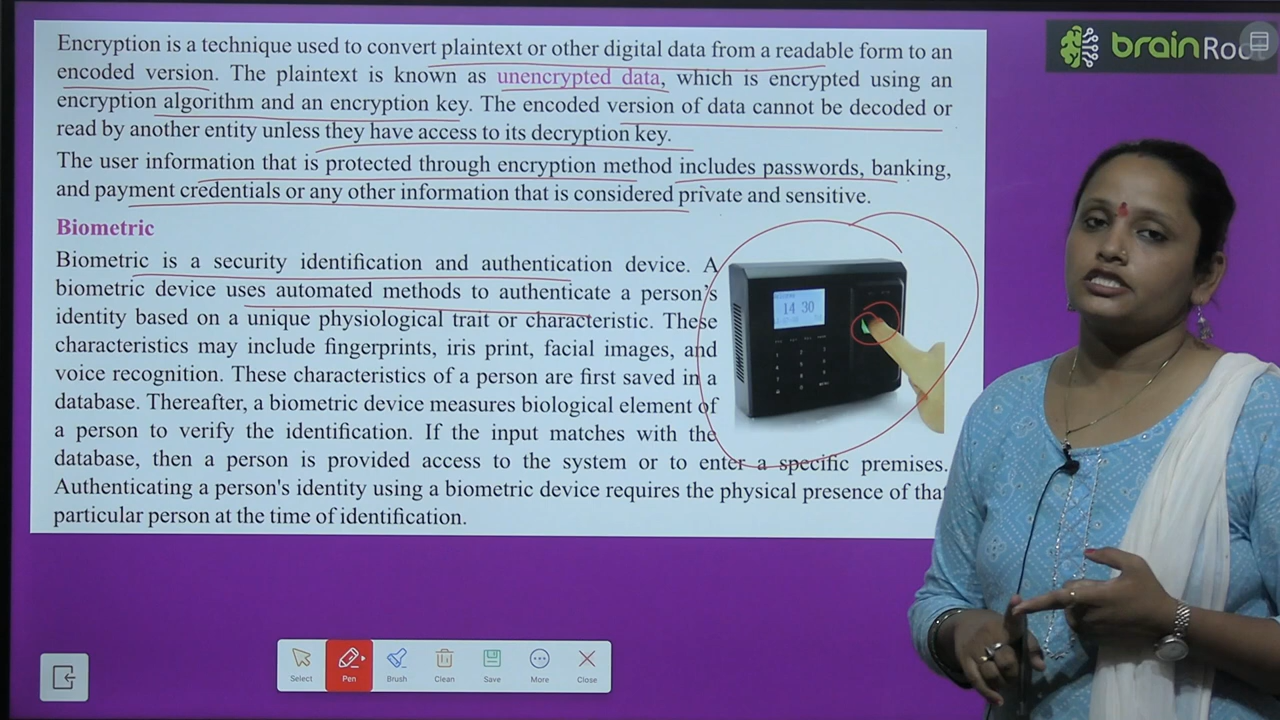 Encryption is a technique used to convert plaintext or other digital data from a readable form to an
encoded version. The plaintext is known as unencrypted data, which is encrypted using an
encryption algorithm and an encryption key. The encoded version of data cannot be decoded or
read by another entity unless they have access to its decryption key.
The user information that is protected through encryption method includes passwords, banking,
and payment credentials or any other information that is considered private and sensitive.
Biometric
Biometric is a security identification and authentication device. A
biometric device uses automated methods to authenticate a person's
identity based on a unique physiological trait or characteristic. These
characteristics may include fingerprints, iris print, facial images, and
voice recognition. These characteristics of a person are first saved in a
database. Thereafter, a biometric device measures biological element of
a person to verify the identification. If the input matches with the
database, then a person is provided access to the system or to enter a specific premises.
Authenticating a person's identity using a biometric device requires the physical presence of tha
particular person at the time of identification.
14 30
brain Roo
Select
Pen
Brush
Clean
Save
More
Close